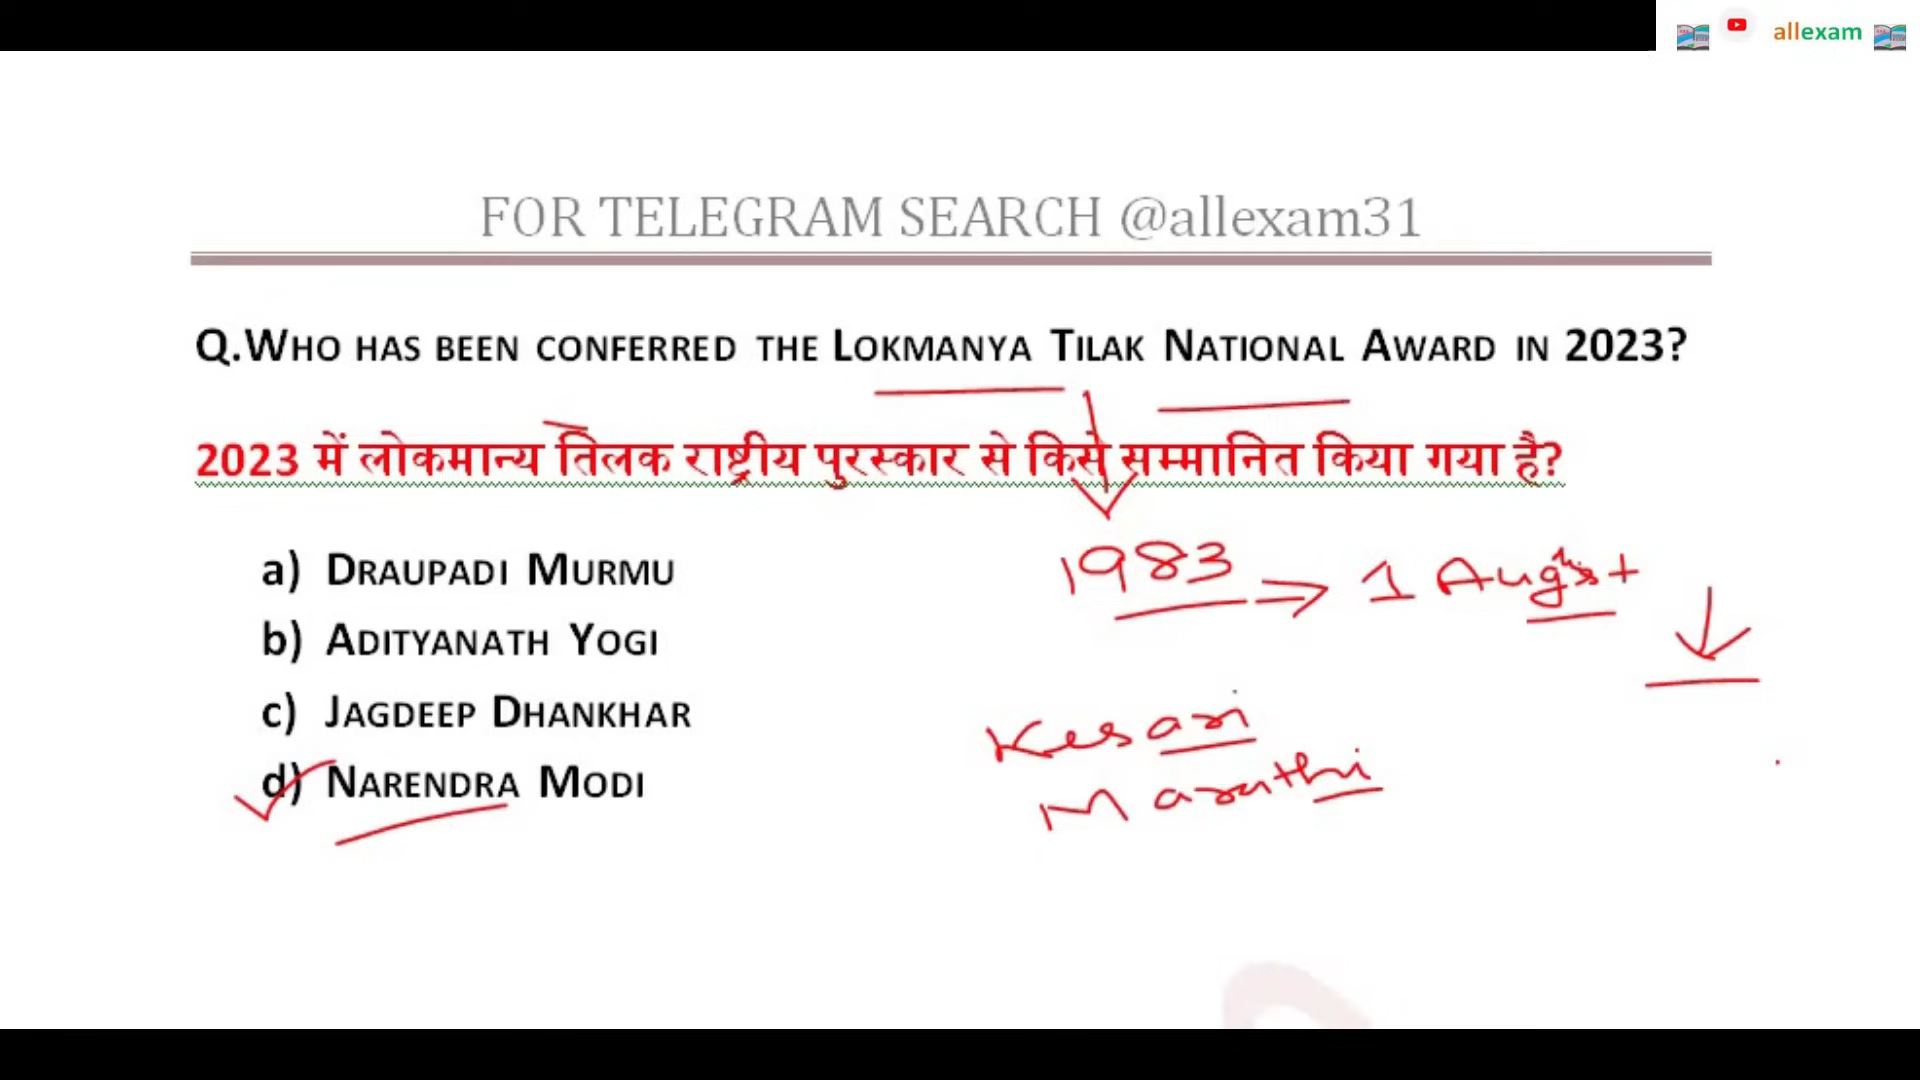 allexam
FOR TELEGRAM SEARCH @allexam31
Q.WHO HAS BEEN CONFERRED THE LOKMANYA TILAK NATIONAL AWARD IN 2023?
2023 में लोकमान्य तिलक राष्ट्रीय पुरस्कार से किसे सम्मानित किया गया है?
a) DRAUPADI MURMU
1983 ⇒ 1 August
b) ADITYANATH YOGI
c) JAGDEEP DHANKHAR
Kesari
d) NARENDRA MODI
Marathi